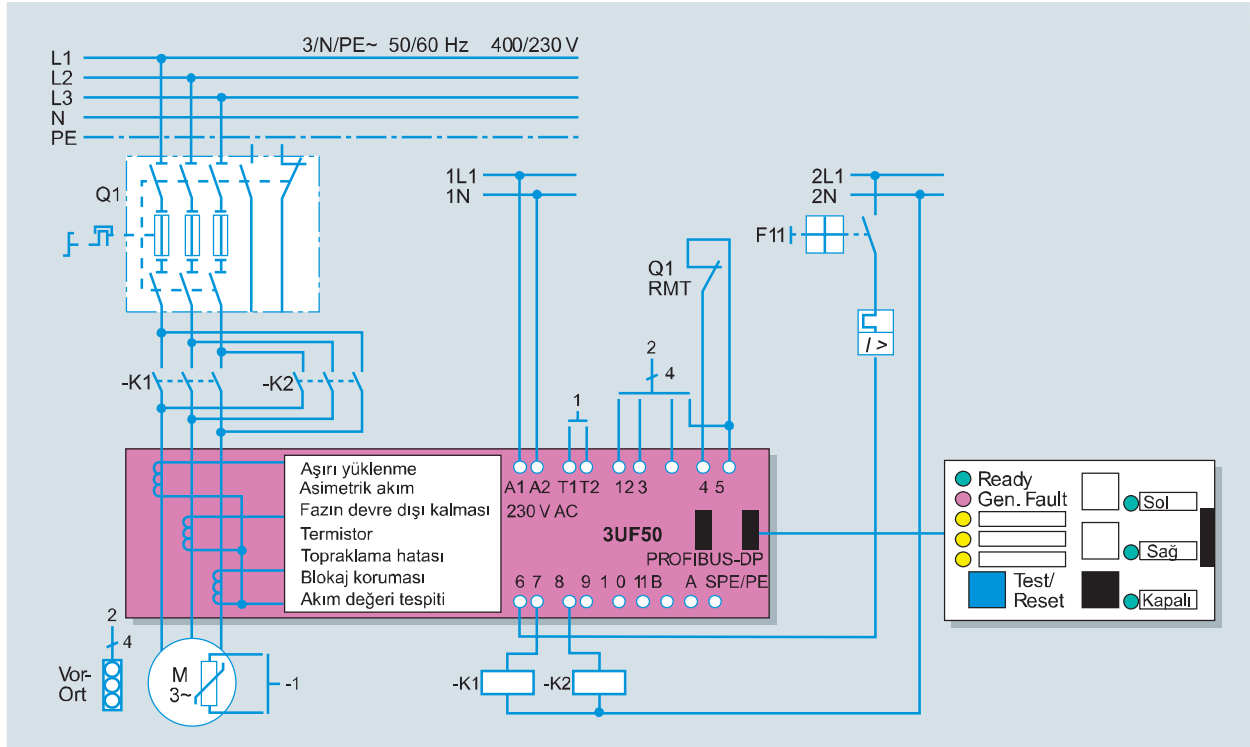 3/N/PE~ 50/60 Hz 400/230 V
L1
L2
L3
N
PE
Q1
1L1
1N
2L1
2N
F11
Q1
RMT
I >
2
4
1
-K1
-K2
Aşırı yüklenme
Asimetrik akım
Fazın devre dışı kalması
Termistor
Topraklama hatası
Blokaj koruması
Akım değeri tespiti
A1 A2 T1 T2 1 2 3 4 5
230 V AC
3UF50
PROFIBUS-DP
6 7 8 9 1 0 11 B A SPE/PE
Ready
Gen. Fault
Test/
Reset
Sol
Sağ
Kapalı
2
4
Vor-
Ort
M
3~
-1
-K1
-K2